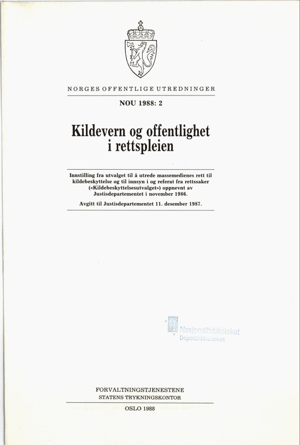 NORGES OFFENTLIGE UTREDNINGER
NOU 1988: 2
Kildevern og offentlighet
i rettspleien
Innstilling fra utvalget til å utrede massemedienes rett til
kildebeskyttelse og til innsyn i og referat fra rettssaker
(«Kildebeskyttelsesutvalget») oppnevnt av
Justisdepartementet i november 1986.
Avgitt til Justisdepartementet 11. desember 1987.
Nasjonalbiblioteket
Depotbiblioteket
FORVALTNINGSTJENESTENE
STATENS TRYKNINGSKONTOR
OSLO 1988